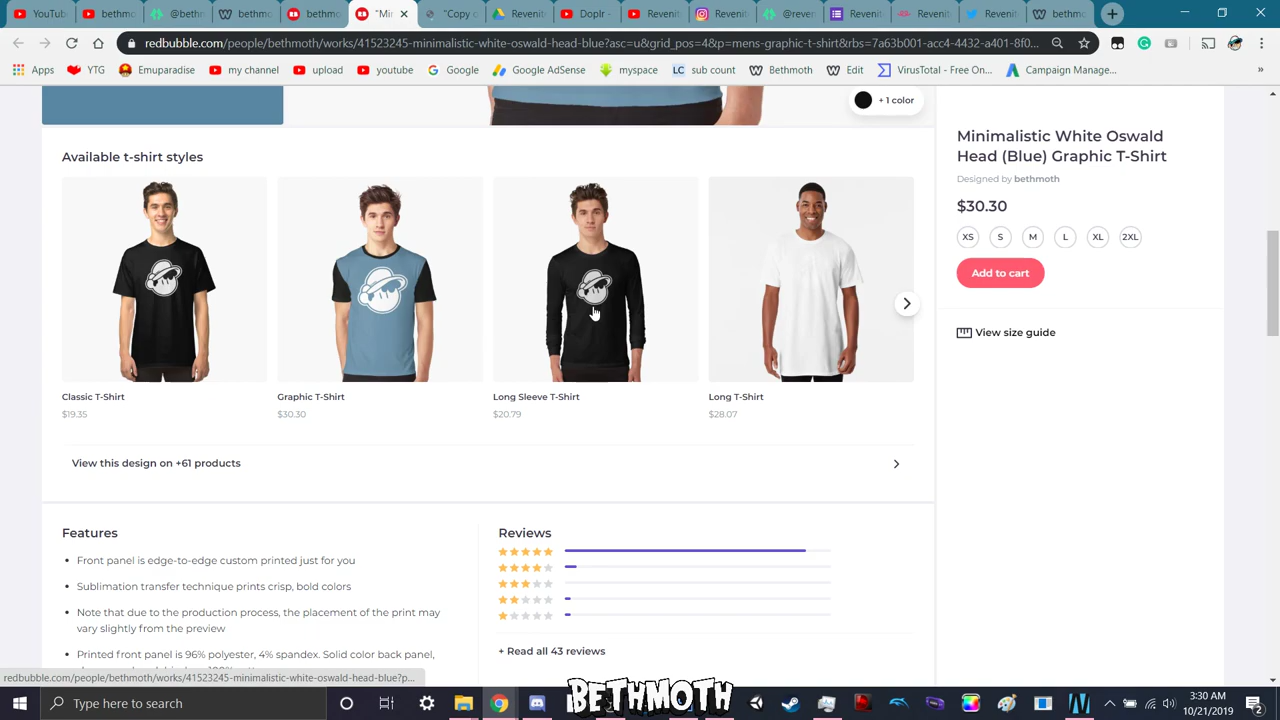 YouTub
bethmo
bethmo
bethmo
"Min
"Copy o
bethmo
Doplr -
Reveni
Revenit
@reveni
Revenit
Revenit
bethmo
redbubble.com/people/bethmoth/works/41523245-minimalistic-white-oswald-head-blue?asc=u&grid_pos=4&p=mens-graphic-t-shirt&rbs=7a63b001-acc4-4432-a401-8f0...
Apps
YTG
Emuparadise
my channel
upload
youtube
Google
Google AdSense
myspace
LC sub count
Bethmoth
Edit
VirusTotal - Free On...
Campaign Manage...
»
+ 1 color
Available t-shirt styles
Classic T-Shirt
$19.35
Graphic T-Shirt
$30.30
Long Sleeve T-Shirt
$20.79
Long T-Shirt
$28.07
View this design on +61 products
Features
Front panel is edge-to-edge custom printed just for you
Sublimation transfer technique prints crisp, bold colors
Note that due to the production process, the placement of the print may
vary slightly from the preview
Printed front panel is 96% polyester, 4% spandex. Solid color back panel,
Reviews
+ Read all 43 reviews
Minimalistic White Oswald
Head (Blue) Graphic T-Shirt
Designed by bethmoth
$30.30
XS S M L XL 2XL
Add to cart
View size guide
redbubble.com/people/bethmoth/works/41523245-minimalistic-white-oswald-head-blue?p...
Type here to search
BETHMOTH
3:30 AM
10/21/2019
2